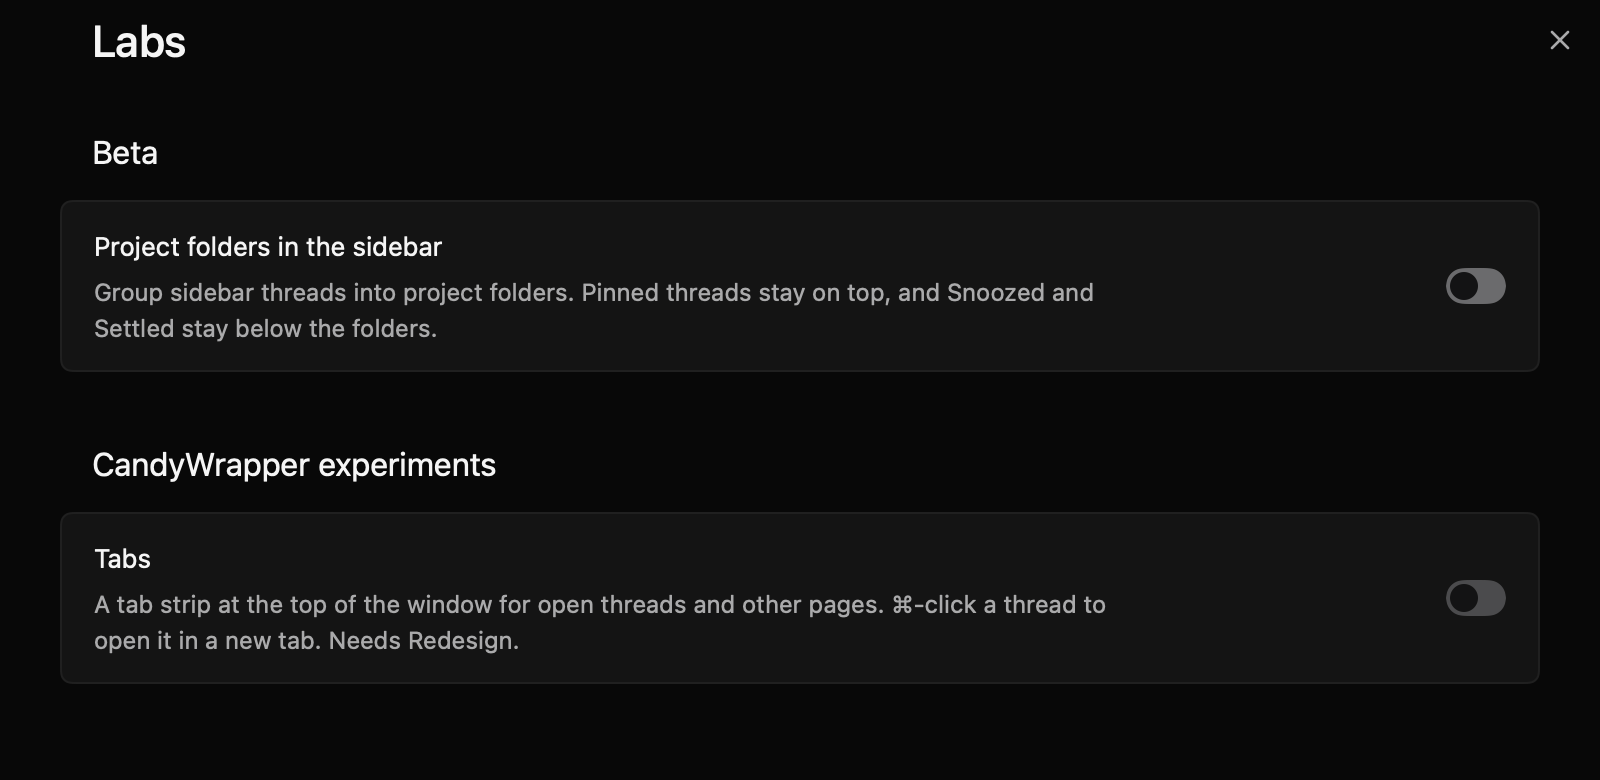 Labs
Beta
Project folders in the sidebar
Group sidebar threads into project folders. Pinned threads stay on top, and Snoozed and
Settled stay below the folders.
CandyWrapper experiments
Tabs
A tab strip at the top of the window for open threads and other pages. ⌘-click a thread to
open it in a new tab. Needs Redesign.